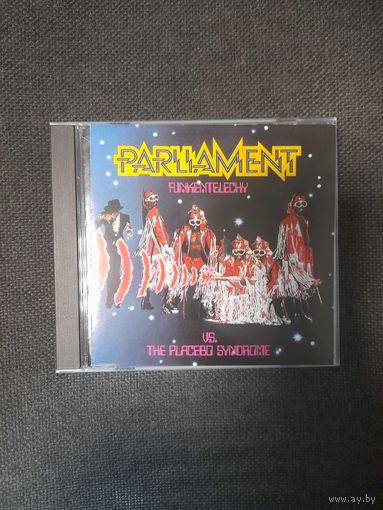 PARLIAMENT
FUNKENTELECHY
VS.
THE PLACEBO SYNDROME
www.ay.by